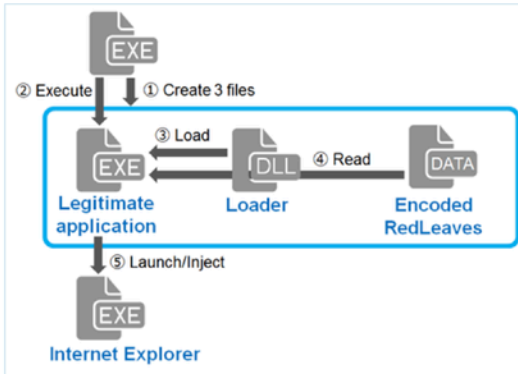 EXE
② Execute
① Create 3 files
③ Load
④ Read
EXE
DLL
DATA
Legitimate
application
Loader
Encoded
RedLeaves
⑤ Launch/Inject
EXE
Internet Explorer